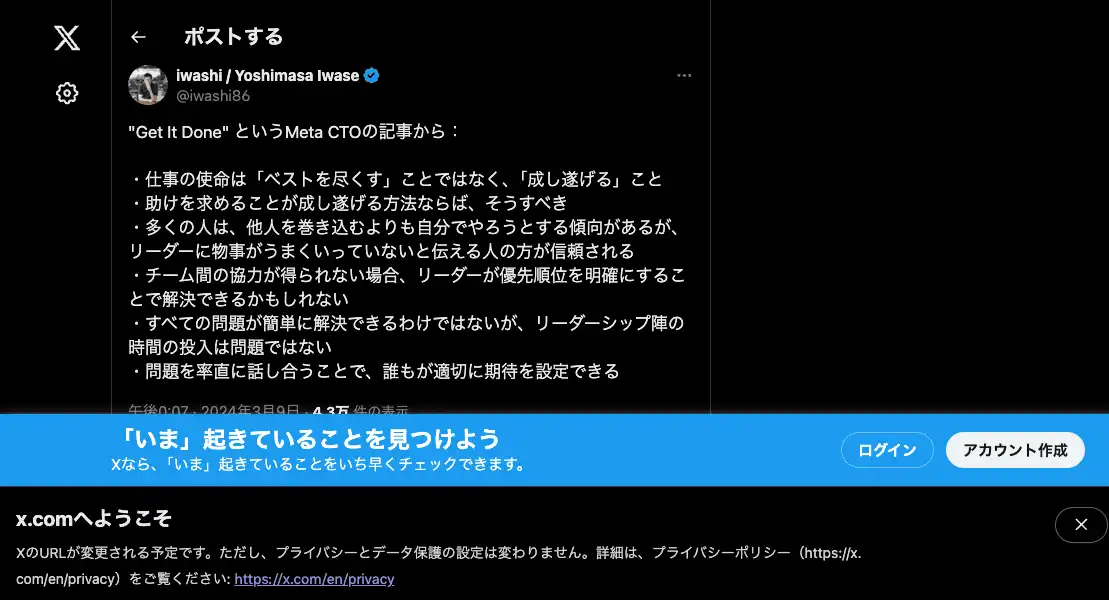 ポストする
iwashi / Yoshimasa Iwase
@iwashi86
"Get It Done" というMeta CTOの記事から：
・仕事の使命は「ベストを尽くす」ことではなく、「成し遂げる」こと
・助けを求めることが成し遂げる方法ならば、そうすべき
・多くの人は、他人を巻き込むよりも自分でやろうとする傾向があるが、
リーダーに物事がうまくいっていないと伝える人の方が信頼される
・チーム間の協力が得られない場合、リーダーが優先順位を明確にするこ
とで解決できるかもしれない
・すべての問題が簡単に解決できるわけではないが、リーダーシップ陣の
時間の投入は問題ではない
・問題を率直に話し合うことで、誰もが適切に期待を設定できる
午後0:07 · 2024年3月9日 · 4.3万 件の表示
「いま」起きていることを見つけよう
Xなら、「いま」起きていることをいち早くチェックできます。
ログイン
アカウント作成
x.comへようこそ
XのURLが変更される予定です。ただし、プライバシーとデータ保護の設定は変わりません。詳細は、プライバシーポリシー（https://x.
com/en/privacy）をご覧ください: https://x.com/en/privacy